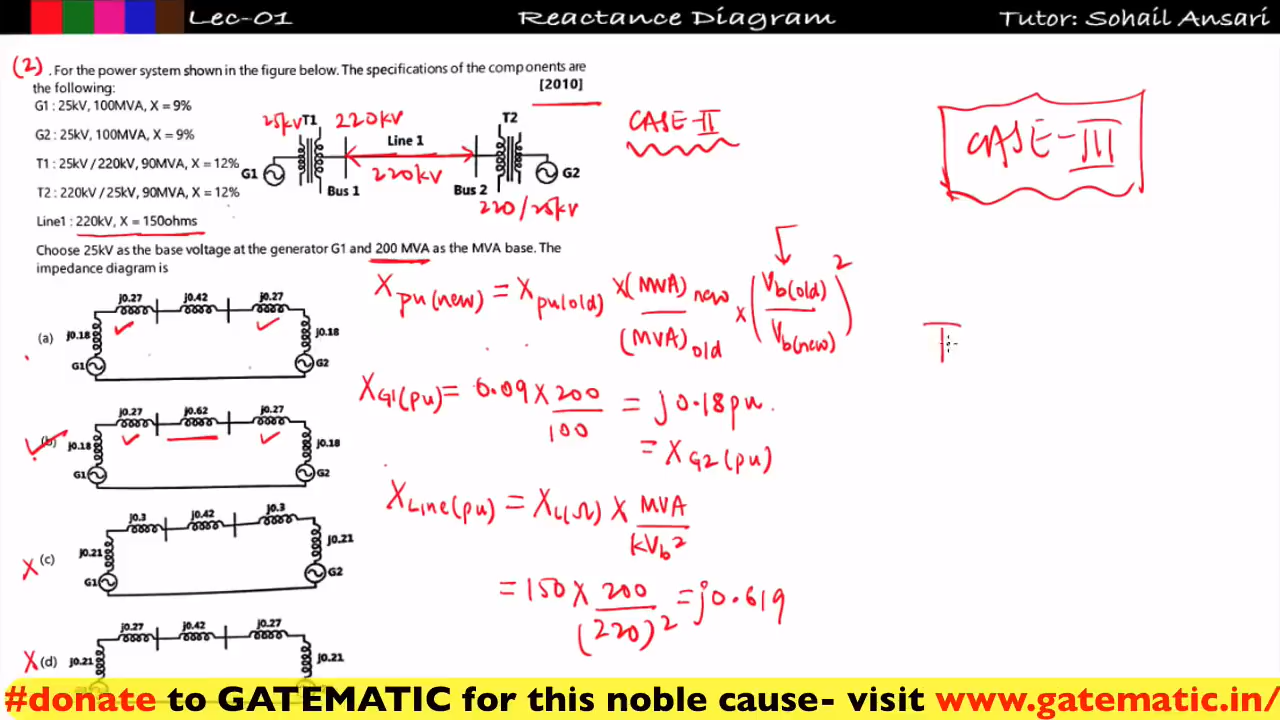 Lec-01 Reactance Diagram Tutor: Sohail Ansari
(2) . For the power system shown in the figure below. The specifications of the components are
the following:
[2010]
G1 : 25kV, 100MVA, X = 9%
G2 : 25kV, 100MVA, X = 9%
T1 : 25kV/220kV, 90MVA, X = 12%
T2 : 220kV/25kV, 90MVA, X = 12%
Line1 : 220kV, X = 150ohms
25kV T1 220kV T2
Line 1
G1 220kV G2
Bus 1 Bus 2
220/25kV
CASE-II
CASE-III
Choose 25kV as the base voltage at the generator G1 and 200 MVA as the MVA base. The
impedance diagram is
j0.27 j0.42 j0.27
(a) j0.18 j0.18
G1 G2
j0.27 j0.62 j0.27
(b) j0.18 j0.18
G1 G2
j0.3 j0.42 j0.3
X (c) j0.21 j0.21
G1 G2
j0.27 j0.42 j0.27
X (d) j0.21 j0.21
Xpu(new) = Xpu(old) × (MVA)new / (MVA)old × (Vb(old) / Vb(new))²
XG1(pu) = 0.09 × 200/100 = j0.18pu.
= XG2(pu)
XLine(pu) = XL(Ω) × MVA/kVb²
= 150 × 200/(220)² = j0.619
T
#donate to GATEMATIC for this noble cause- visit www.gatematic.in/